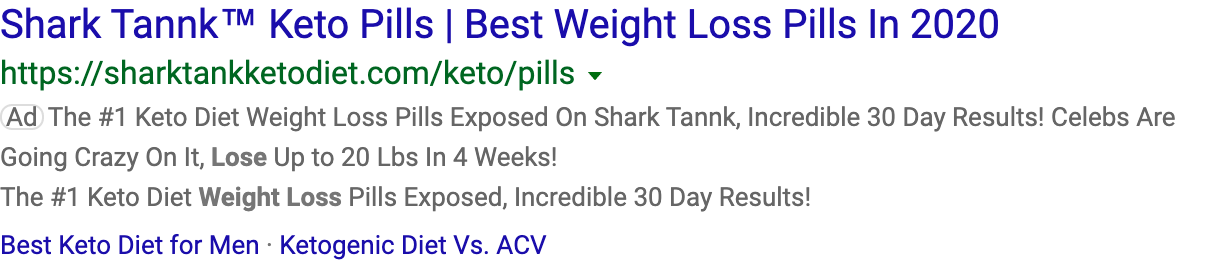 Shark Tannk™ Keto Pills | Best Weight Loss Pills In 2020
https://sharktankketodiet.com/keto/pills
Ad The #1 Keto Diet Weight Loss Pills Exposed On Shark Tannk, Incredible 30 Day Results! Celebs Are
Going Crazy On It, Lose Up to 20 Lbs In 4 Weeks!
The #1 Keto Diet Weight Loss Pills Exposed, Incredible 30 Day Results!
Best Keto Diet for Men · Ketogenic Diet Vs. ACV